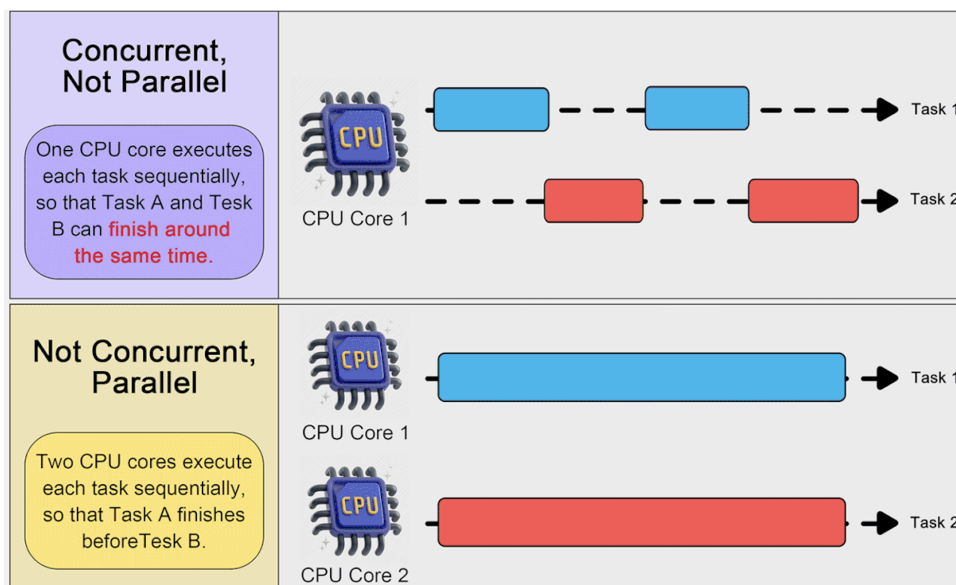 Concurrent,
Not Parallel
One CPU core executes
each task sequentially,
so that Task A and Tesk
B can finish around
the same time.
CPU
CPU Core 1
Task 1
Task 2
Not Concurrent,
Parallel
Two CPU cores execute
each task sequentially,
so that Task A finishes
beforeTesk B.
CPU
CPU Core 1
Task 1
CPU
CPU Core 2
Task 2